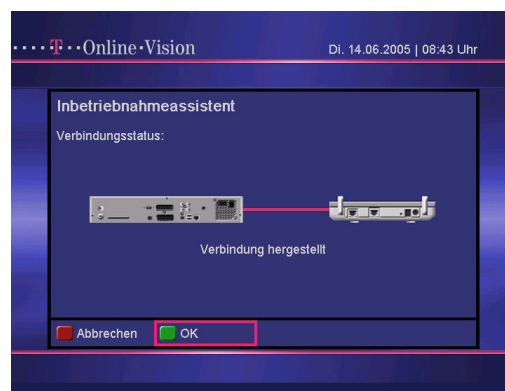 ····T···Online·Vision
Di. 14.06.2005 | 08:43 Uhr
Inbetriebnahmeassistent
Verbindungsstatus:
Verbindung hergestellt
Abbrechen OK